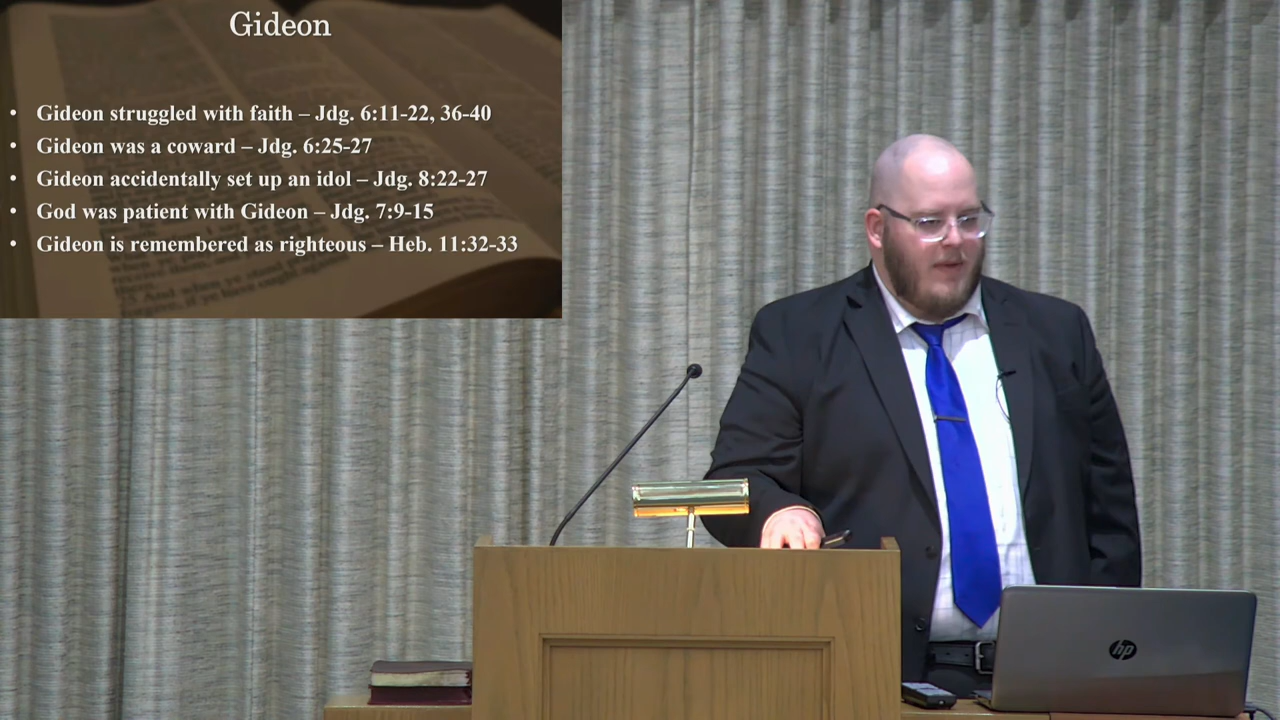 Gideon
• Gideon struggled with faith – Jdg. 6:11-22, 36-40
• Gideon was a coward – Jdg. 6:25-27
• Gideon accidentally set up an idol – Jdg. 8:22-27
• God was patient with Gideon – Jdg. 7:9-15
• Gideon is remembered as righteous – Heb. 11:32-33
hp